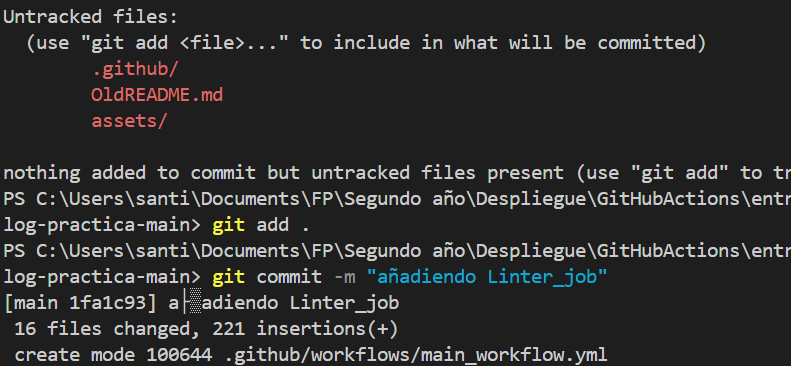 Untracked files:
(use "git add <file>..." to include in what will be committed)
.github/
OldREADME.md
assets/
nothing added to commit but untracked files present (use "git add" to tr
PS C:\Users\santi\Documents\FP\Segundo año\Despliegue\GitHubActions\entr
log-practica-main> git add .
PS C:\Users\santi\Documents\FP\Segundo año\Despliegue\GitHubActions\entr
log-practica-main> git commit -m "añadiendo Linter_job"
[main 1fa1c93] a├▒adiendo Linter_job
16 files changed, 221 insertions(+)
create mode 100644 .github/workflows/main_workflow.yml